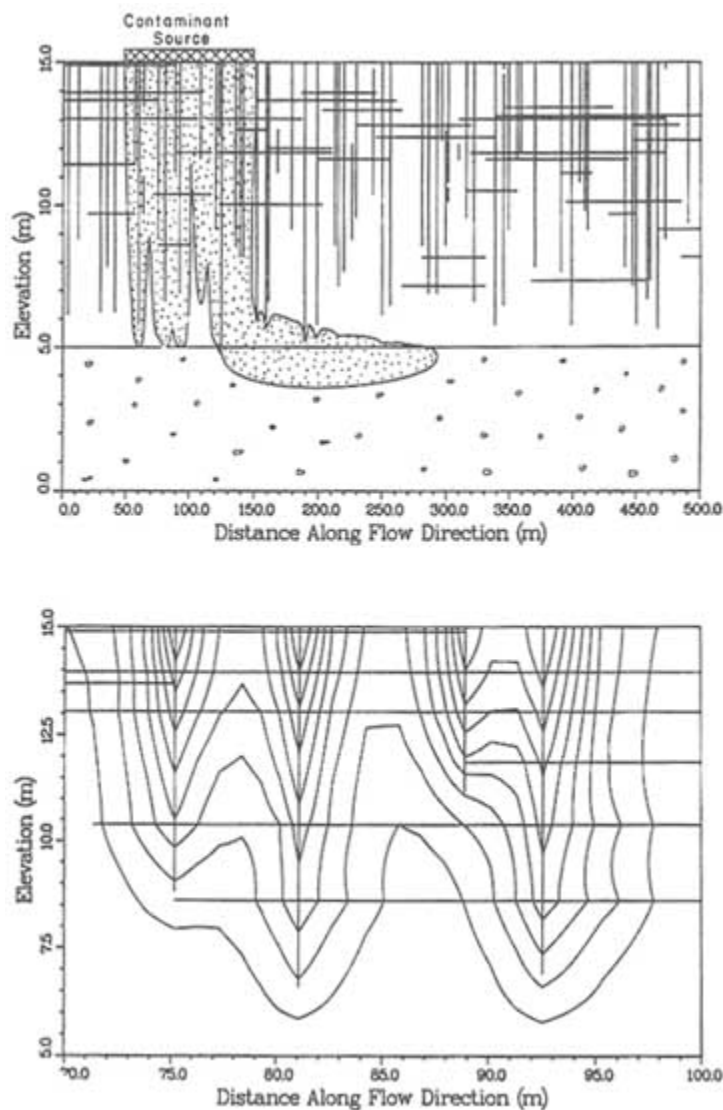 Contaminant
Source
15.0
10.0
5.0
0.0
Elevation (m)
0.0 50.0 100.0 150.0 200.0 250.0 300.0 350.0 400.0 450.0 500.0
Distance Along Flow Direction (m)
15.0
12.5
10.0
7.5
5.0
Elevation (m)
70.0 75.0 80.0 85.0 90.0 95.0 100.0
Distance Along Flow Direction (m)